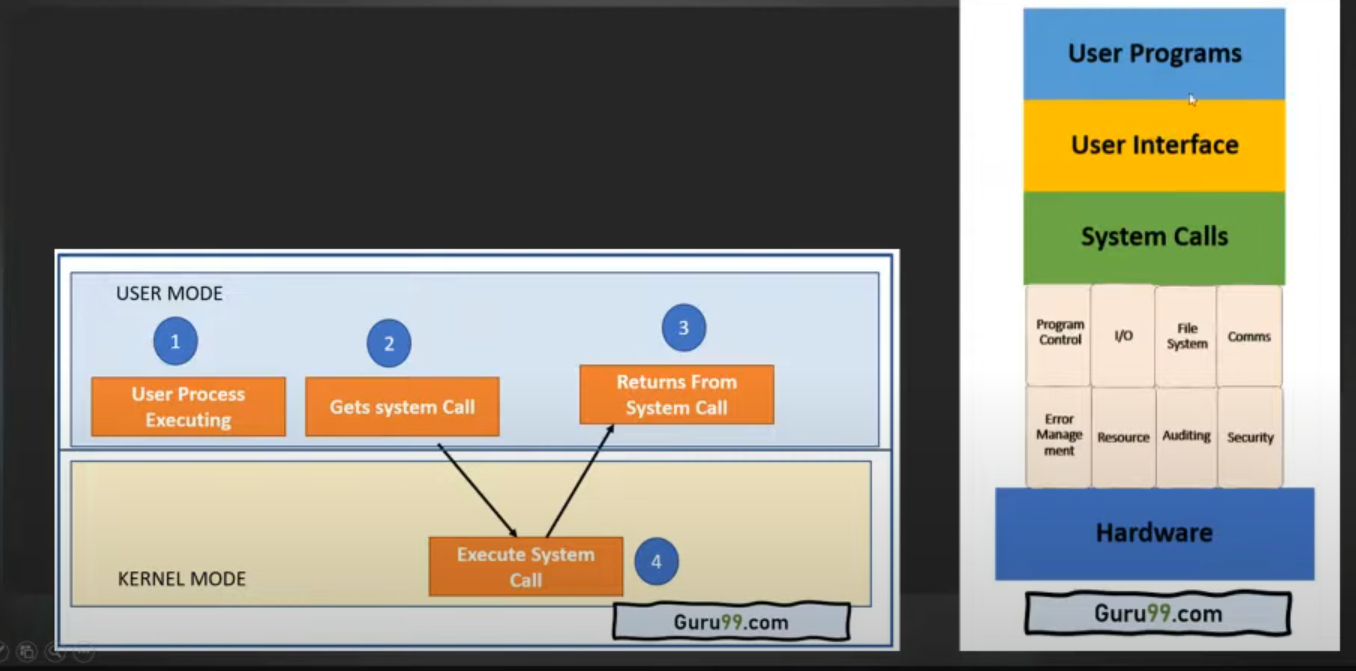 USER MODE
1
2
3
User Process
Executing
Gets system Call
Returns From
System Call
Execute System
Call
4
KERNEL MODE
Guru99.com
User Programs
User Interface
System Calls
Program
Control
I/O
File
System
Comms
Error
Manage
ment
Resource
Auditing
Security
Hardware
Guru99.com